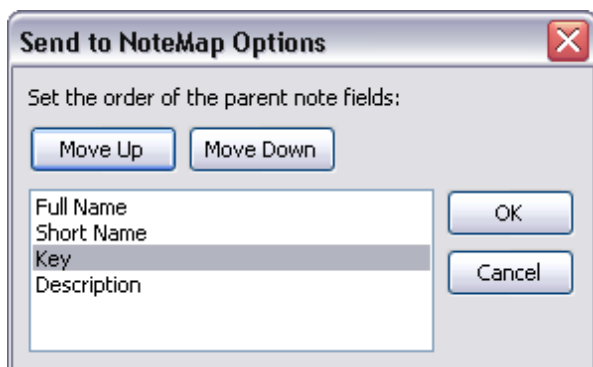 Send to NoteMap Options
Set the order of the parent note fields:
Move Up Move Down
Full Name
Short Name
Key
Description
OK
Cancel